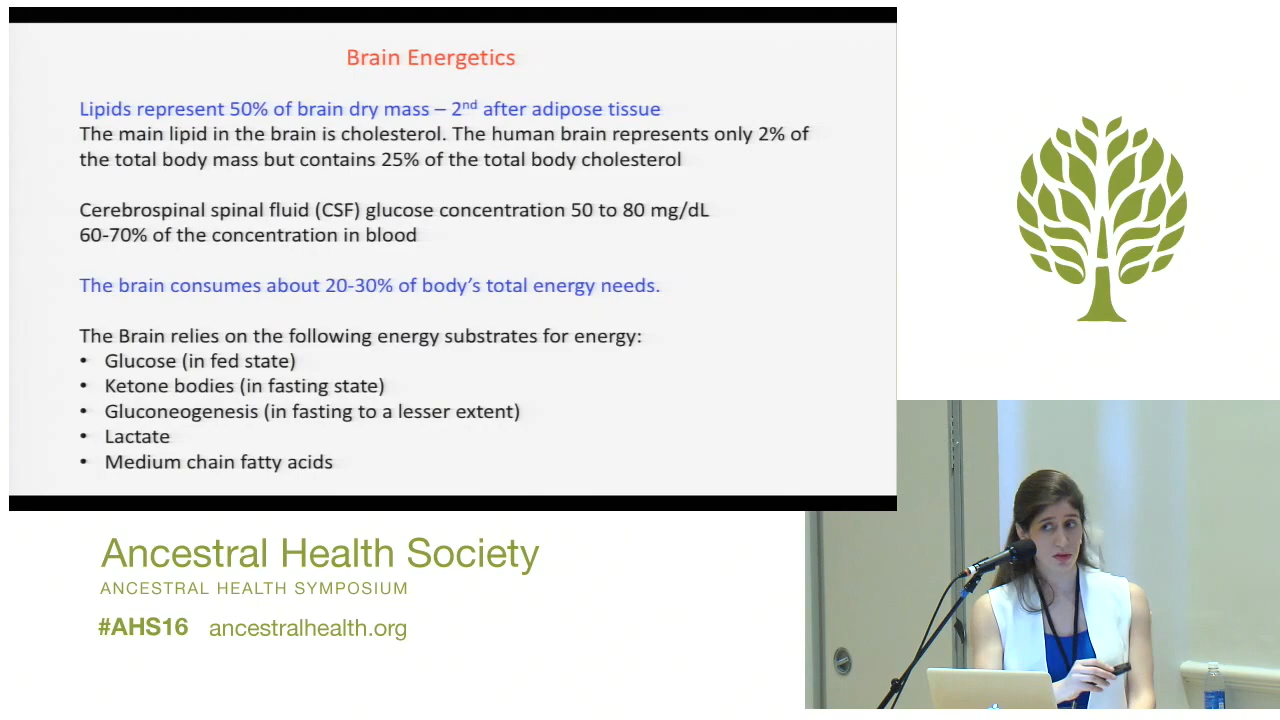 Brain Energetics
Lipids represent 50% of brain dry mass – 2nd after adipose tissue
The main lipid in the brain is cholesterol. The human brain represents only 2% of
the total body mass but contains 25% of the total body cholesterol
Cerebrospinal spinal fluid (CSF) glucose concentration 50 to 80 mg/dL
60-70% of the concentration in blood
The brain consumes about 20-30% of body's total energy needs.
The Brain relies on the following energy substrates for energy:
• Glucose (in fed state)
• Ketone bodies (in fasting state)
• Gluconeogenesis (in fasting to a lesser extent)
• Lactate
• Medium chain fatty acids
Ancestral Health Society
ANCESTRAL HEALTH SYMPOSIUM
#AHS16 ancestralhealth.org